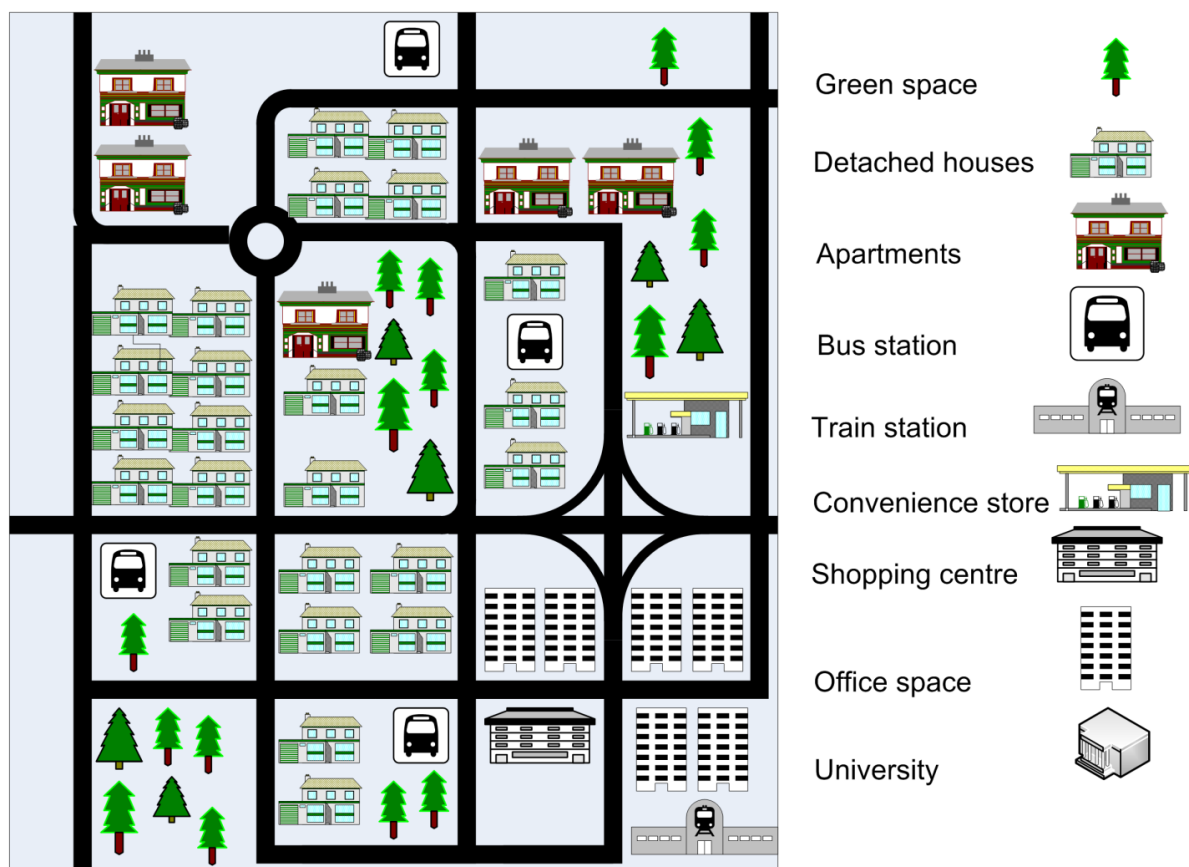 Green space
Detached houses
Apartments
Bus station
Train station
Convenience store
Shopping centre
Office space
University